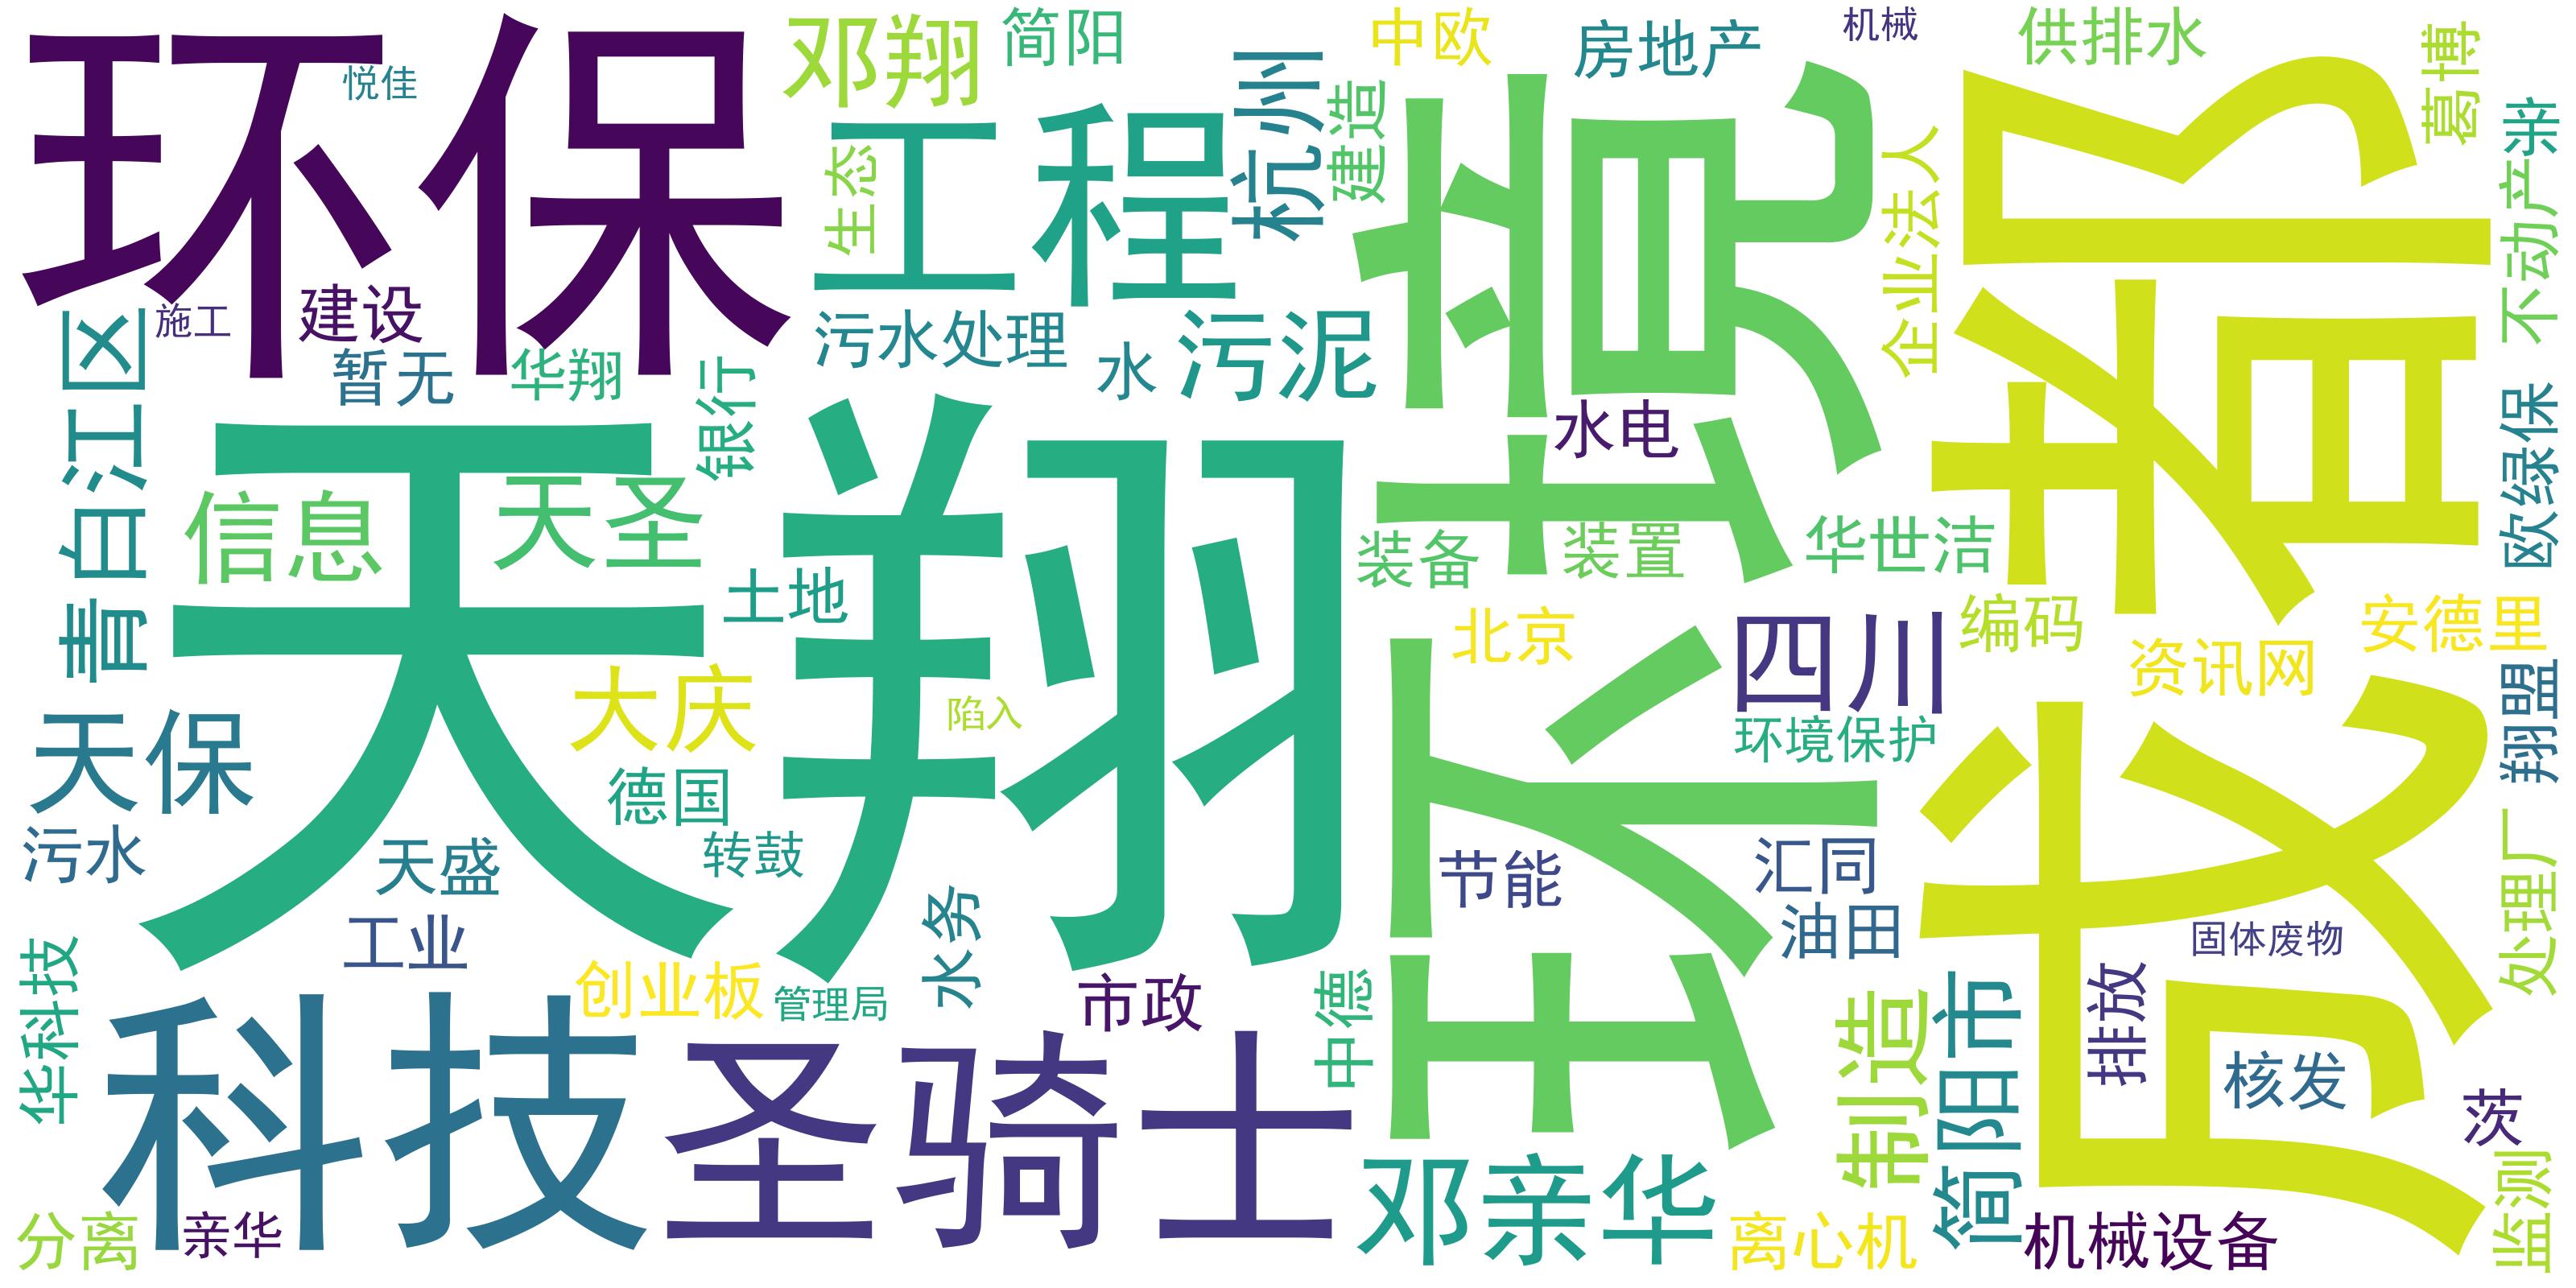 环保
悦佳
邓翔
简阳
中欧
房地产
机械
供排水
葛博
亲
工程
生态
杭州
建造
环境
企业法人
成都
不动产
施工
建设
暂无
华翔
银行
污水处理
水
污泥
水电
青白江区
天翔
信息
天圣
土地
装备
装置
华世洁
欧绿保
北京
四川
编码
资讯网
安德里
大庆
陷入
环境保护
翔盟
天保
德国
转鼓
污水
天盛
节能
汇同
油田
工业
水务
创业板
管理局
市政
中德
固体废物
处理厂
华科技
科技
圣骑士
制造
简阳市
排放
核发
茨
邓亲华
监测
分离
亲华
离心机
机械设备